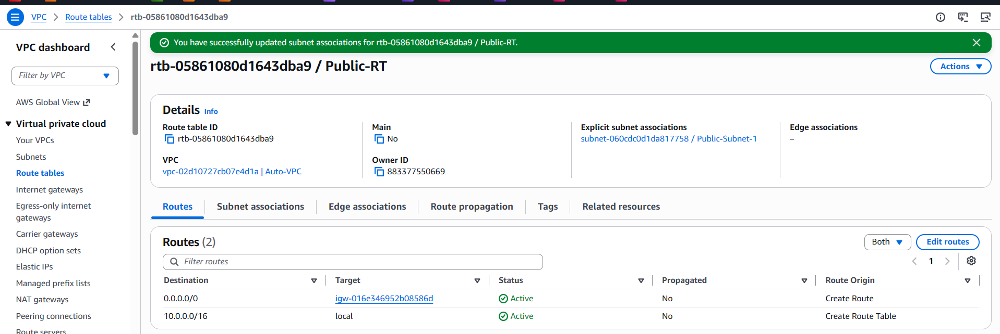 VPC > Route tables > rtb-05861080d1643dba9
VPC dashboard
Filter by VPC
AWS Global View
Virtual private cloud
Your VPCs
Subnets
Route tables
Internet gateways
Egress-only internet
gateways
Carrier gateways
DHCP option sets
Elastic IPs
Managed prefix lists
NAT gateways
Peering connections
Route servers
You have successfully updated subnet associations for rtb-05861080d1643dba9 / Public-RT.
rtb-05861080d1643dba9 / Public-RT
Actions
Details Info
Route table ID
rtb-05861080d1643dba9
Main
No
Explicit subnet associations
subnet-060cdc0d1da817758 / Public-Subnet-1
Edge associations
–
VPC
vpc-02d10727cb07e4d1a | Auto-VPC
Owner ID
883377550669
Routes Subnet associations Edge associations Route propagation Tags Related resources
Routes (2)
Both Edit routes
Filter routes
1
Destination Target Status Propagated Route Origin
0.0.0.0/0 igw-016e346952b08586d Active No Create Route
10.0.0.0/16 local Active No Create Route Table